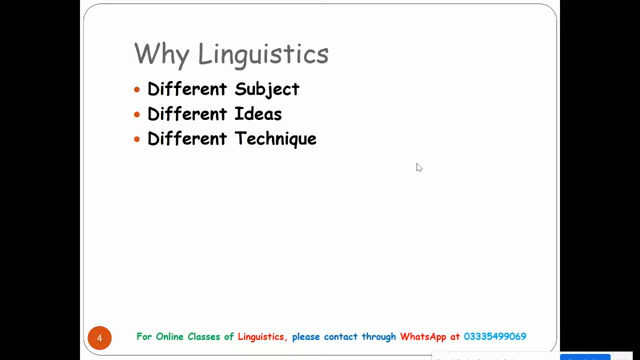 Why Linguistics
Different Subject
Different Ideas
Different Technique
4
For Online Classes of Linguistics, please contact through WhatsApp at 03335499069